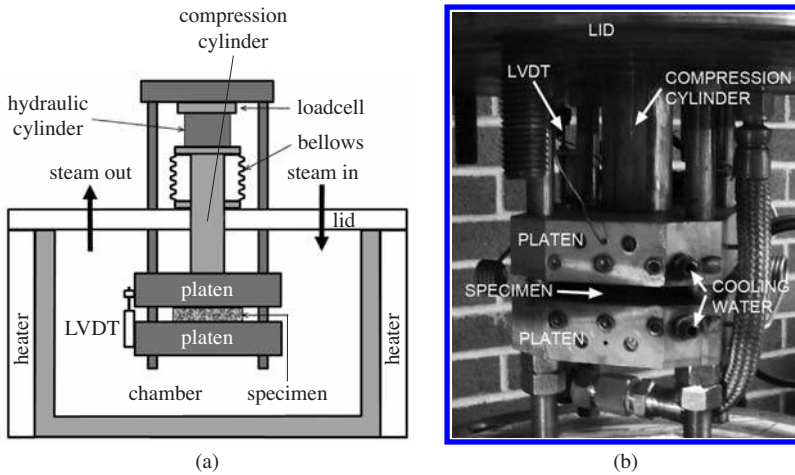 compression
cylinder
hydraulic
cylinder
loadcell
bellows
steam out
steam in
lid
platen
LVDT
platen
heater
heater
chamber
specimen
(a)
LID
LVDT
COMPRESSION
CYLINDER
PLATEN
SPECIMEN
COOLING
WATER
PLATEN
(b)